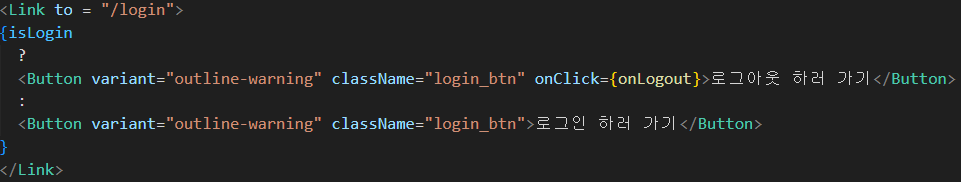 <Link to = "/login">
{isLogin
?
<Button variant="outline-warning" className="login_btn" onClick={onLogout}>로그아웃 하러 가기</Button>
:
<Button variant="outline-warning" className="login_btn">로그인 하러 가기</Button>
}
</Link>